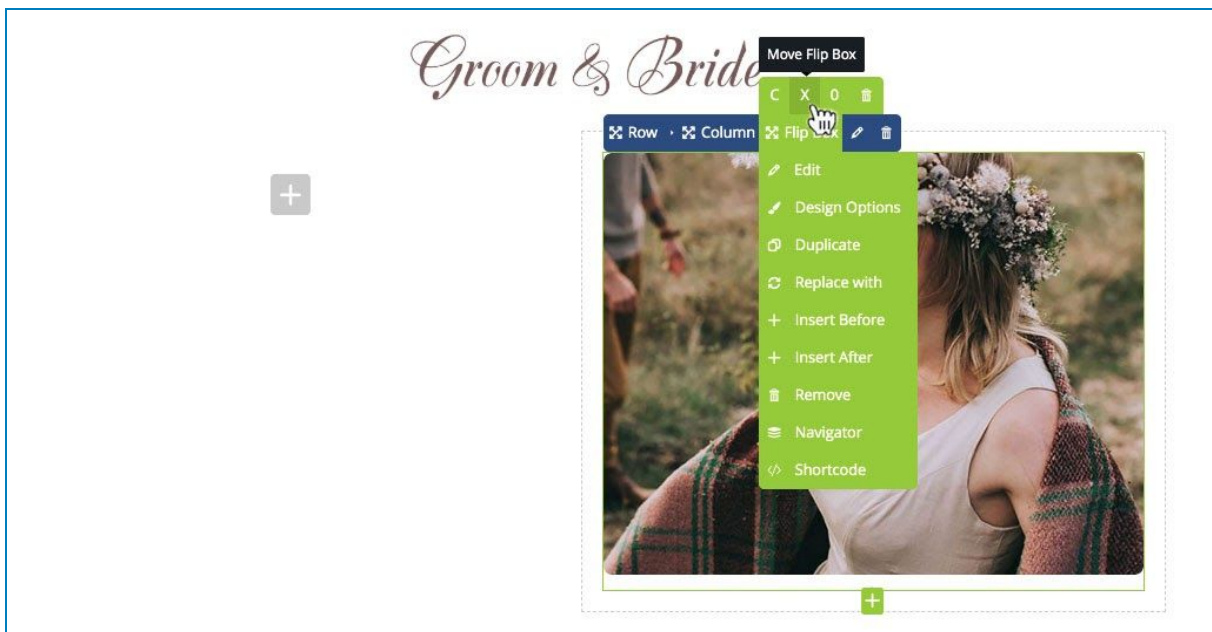 Groom & Bride
Move Flip Box
C X 0
Row Column Flip Box
Edit
Design Options
Duplicate
Replace with
Insert Before
Insert After
Remove
Navigator
Shortcode